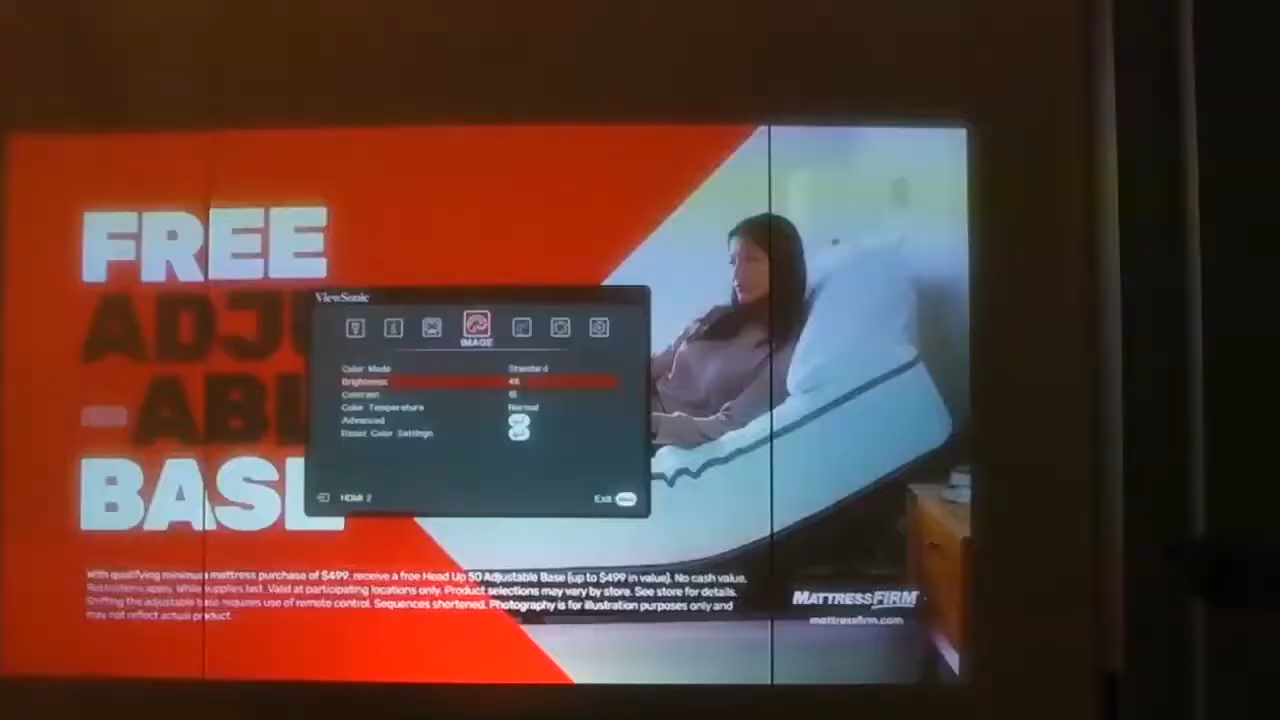 FREE
ADJU
ABL
BASE
ViewSonic
IMAGE
Color Mode Standard
Brightness
Contrast
Color Temperature Normal
Advanced
Reset Color Settings
HDMI 2
Exit
With qualifying minimum mattress purchase of $499, receive a free Head Up 50 Adjustable Base (up to $499 in value). No cash value.
Restrictions apply. While supplies last. Valid at participating locations only. Product selections may vary by store. See store for details.
Shifting the adjustable base requires use of remote control. Sequences shortened. Photography is for illustration purposes only and
may not reflect actual product.
MATTRESSFIRM
mattressfirm.com